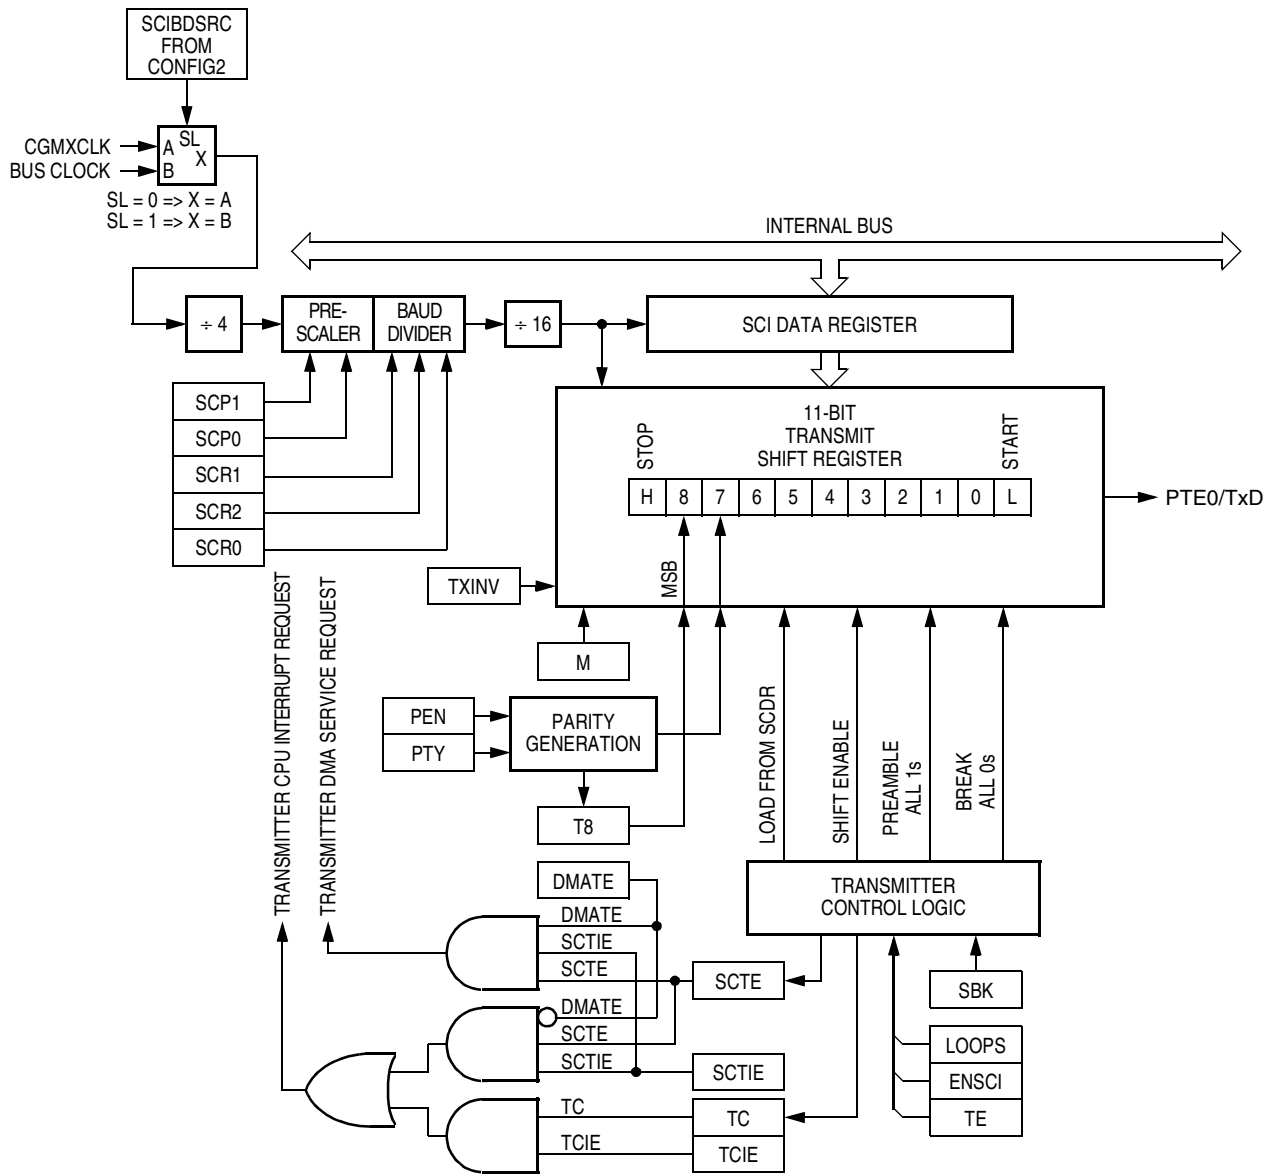 SCIBDSRC
FROM
CONFIG2
CGMXCLK
BUS CLOCK
A
SL
X
B
SL = 0 => X = A
SL = 1 => X = B
INTERNAL BUS
÷ 4
PRE-
SCALER
BAUD
DIVIDER
÷ 16
SCI DATA REGISTER
SCP1
SCP0
SCR1
SCR2
SCR0
11-BIT
TRANSMIT
SHIFT REGISTER
STOP
START
H 8 7 6 5 4 3 2 1 0 L
PTE0/TxD
MSB
TXINV
M
PEN
PTY
PARITY
GENERATION
T8
TRANSMITTER CPU INTERRUPT REQUEST
TRANSMITTER DMA SERVICE REQUEST
LOAD FROM SCDR
SHIFT ENABLE
PREAMBLE
ALL 1s
BREAK
ALL 0s
TRANSMITTER
CONTROL LOGIC
DMATE
DMATE
SCTIE
SCTE
SCTE
DMATE
SCTE
SCTIE
SCTIE
TC
TC
TCIE
TCIE
SBK
LOOPS
ENSCI
TE